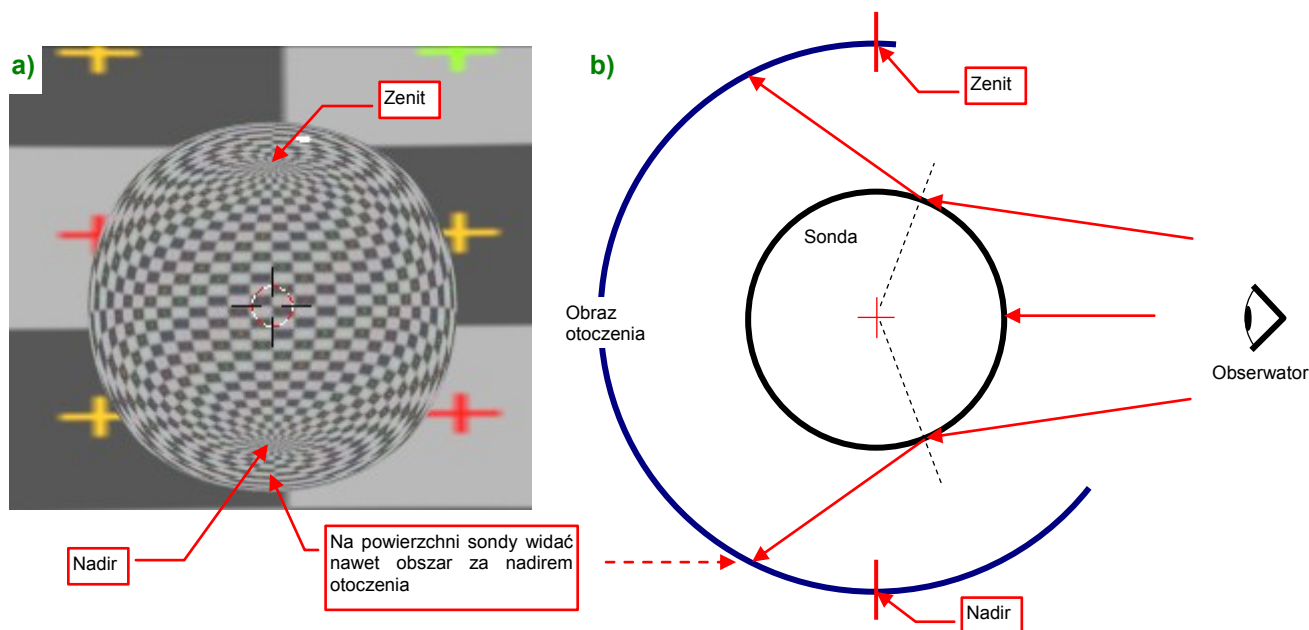 a)
Zenit
Nadir
Na powierzchni sondy widać
nawet obszar za nadirem
otoczenia
b)
Zenit
Sonda
Obraz
otoczenia
Obserwator
Nadir